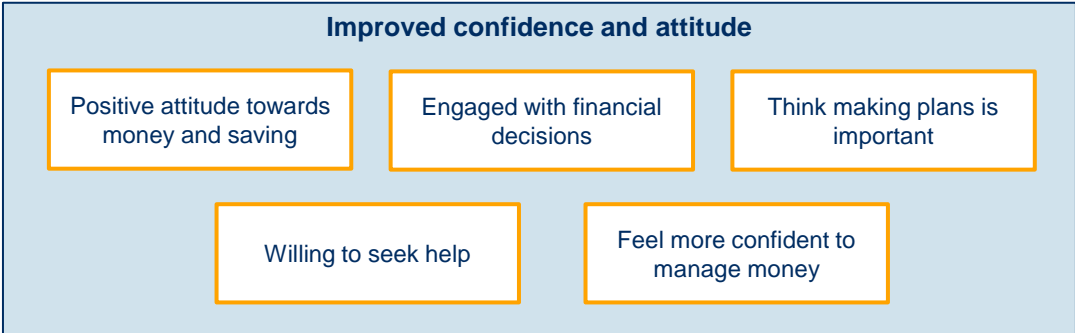 Improved confidence and attitude
Positive attitude towards
money and saving
Engaged with financial
decisions
Think making plans is
important
Willing to seek help
Feel more confident to
manage money